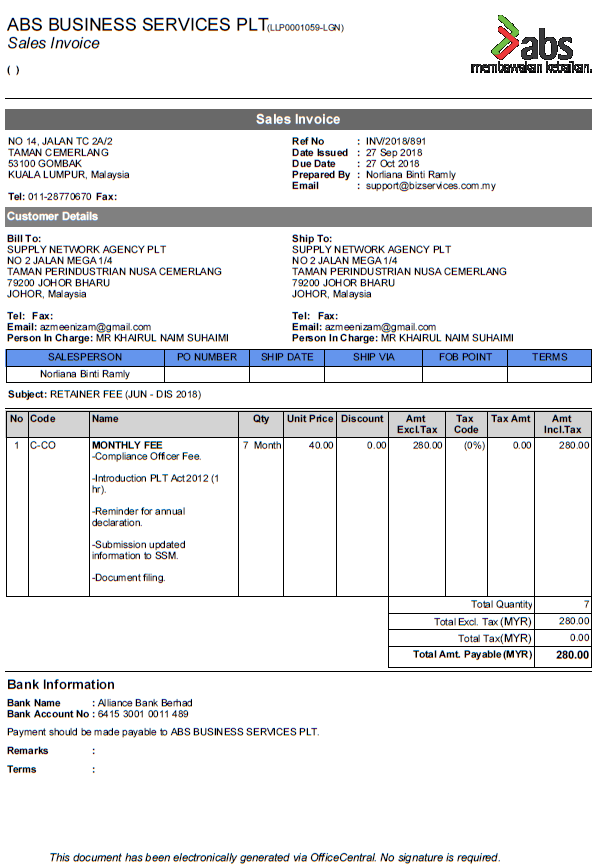 ABS BUSINESS SERVICES PLT(LLP0001059-LGN)
Sales Invoice
( )
abs
membawakan kebaikan.
Sales Invoice
NO 14, JALAN TC 2A/2
TAMAN CEMERLANG
53100 GOMBAK
KUALA LUMPUR, Malaysia
Tel: 011-28770670 Fax:
Ref No : INV/2018/891
Date Issued : 27 Sep 2018
Due Date : 27 Oct 2018
Prepared By : Norliana Binti Ramly
Email : support@bizservices.com.my
Customer Details
Bill To:
SUPPLY NETWORK AGENCY PLT
NO 2 JALAN MEGA 1/4
TAMAN PERINDUSTRIAN NUSA CEMERLANG
79200 JOHOR BHARU
JOHOR, Malaysia
Tel: Fax:
Email: azmeenizam@gmail.com
Person In Charge: MR KHAIRUL NAIM SUHAIMI
Ship To:
SUPPLY NETWORK AGENCY PLT
NO 2 JALAN MEGA 1/4
TAMAN PERINDUSTRIAN NUSA CEMERLANG
79200 JOHOR BHARU
JOHOR, Malaysia
Tel: Fax:
Email: azmeenizam@gmail.com
Person In Charge: MR KHAIRUL NAIM SUHAIMI
SALESPERSON PO NUMBER SHIP DATE SHIP VIA FOB POINT TERMS
Norliana Binti Ramly
Subject: RETAINER FEE (JUN - DIS 2018)
No Code Name Qty Unit Price Discount Amt Excl.Tax Tax Code Tax Amt Amt Incl.Tax
1 C-CO MONTHLY FEE 7 Month 40.00 0.00 280.00 (0%) 0.00 280.00
-Compliance Officer Fee.
-Introduction PLT Act2012 (1
hr).
-Reminder for annual
declaration.
-Submission updated
information to SSM.
-Document filing.
Total Quantity 7
Total Excl. Tax (MYR) 280.00
Total Tax(MYR) 0.00
Total Amt. Payable (MYR) 280.00
Bank Information
Bank Name : Alliance Bank Berhad
Bank Account No : 6415 3001 0011 489
Payment should be made payable to ABS BUSINESS SERVICES PLT.
Remarks :
Terms :
This document has been electronically generated via OfficeCentral. No signature is required.